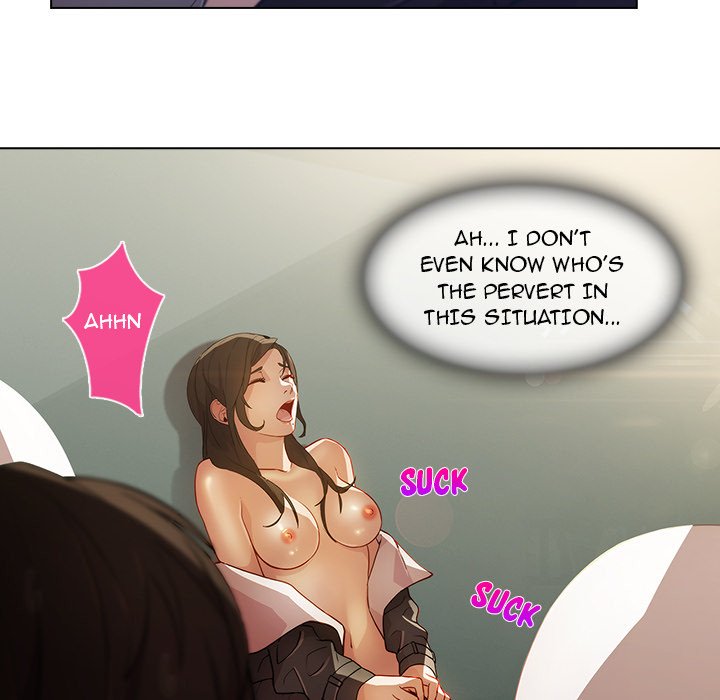 AH... I DON'T
EVEN KNOW WHO'S
THE PERVERT IN
THIS SITUATION...
AHHN
SUCK
SUCK